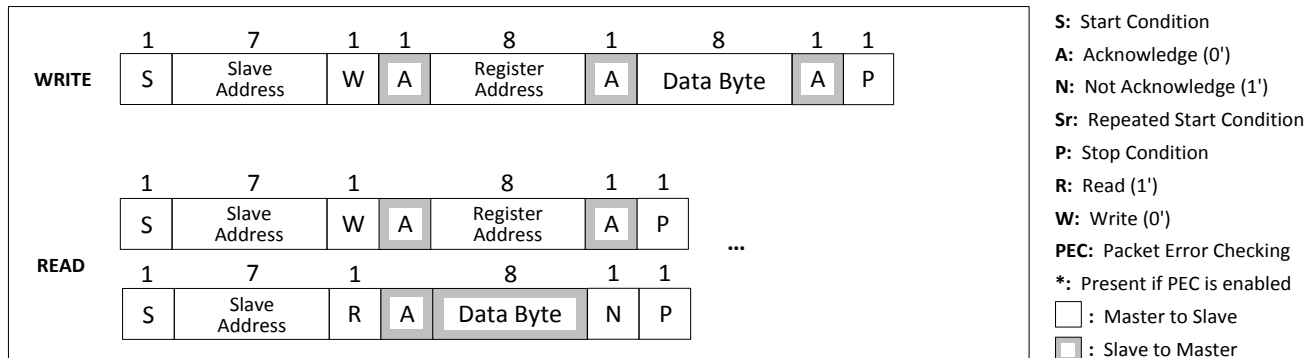 1 7 1 1 8 1 8 1 1
WRITE S Slave Address W A Register Address A Data Byte A P
1 7 1 8 1 1
S Slave Address W A Register Address A P ...
READ
1 7 1 8 1 1
S Slave Address R A Data Byte N P
S: Start Condition
A: Acknowledge (0')
N: Not Acknowledge (1')
Sr: Repeated Start Condition
P: Stop Condition
R: Read (1')
W: Write (0')
PEC: Packet Error Checking
*: Present if PEC is enabled
: Master to Slave
: Slave to Master